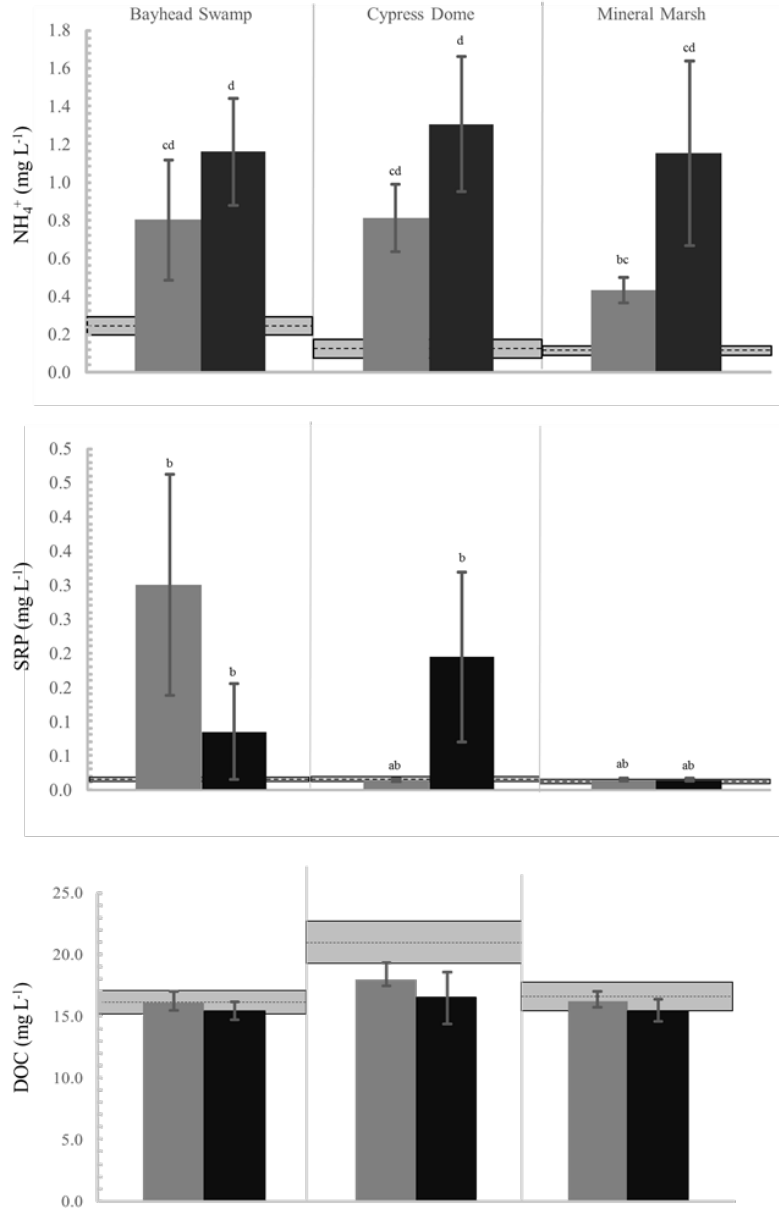 Bayhead Swamp Cypress Dome Mineral Marsh
NH₄⁺ (mg L⁻¹)
1.8
1.6
1.4
1.2
1.0
0.8
0.6
0.4
0.2
0.0
cd
d
cd
d
bc
cd
SRP (mg L⁻¹)
0.5
0.5
0.4
0.4
0.3
0.3
0.2
0.2
0.1
0.1
0.0
b
b
ab
b
ab
ab
DOC (mg L⁻¹)
25.0
20.0
15.0
10.0
5.0
0.0